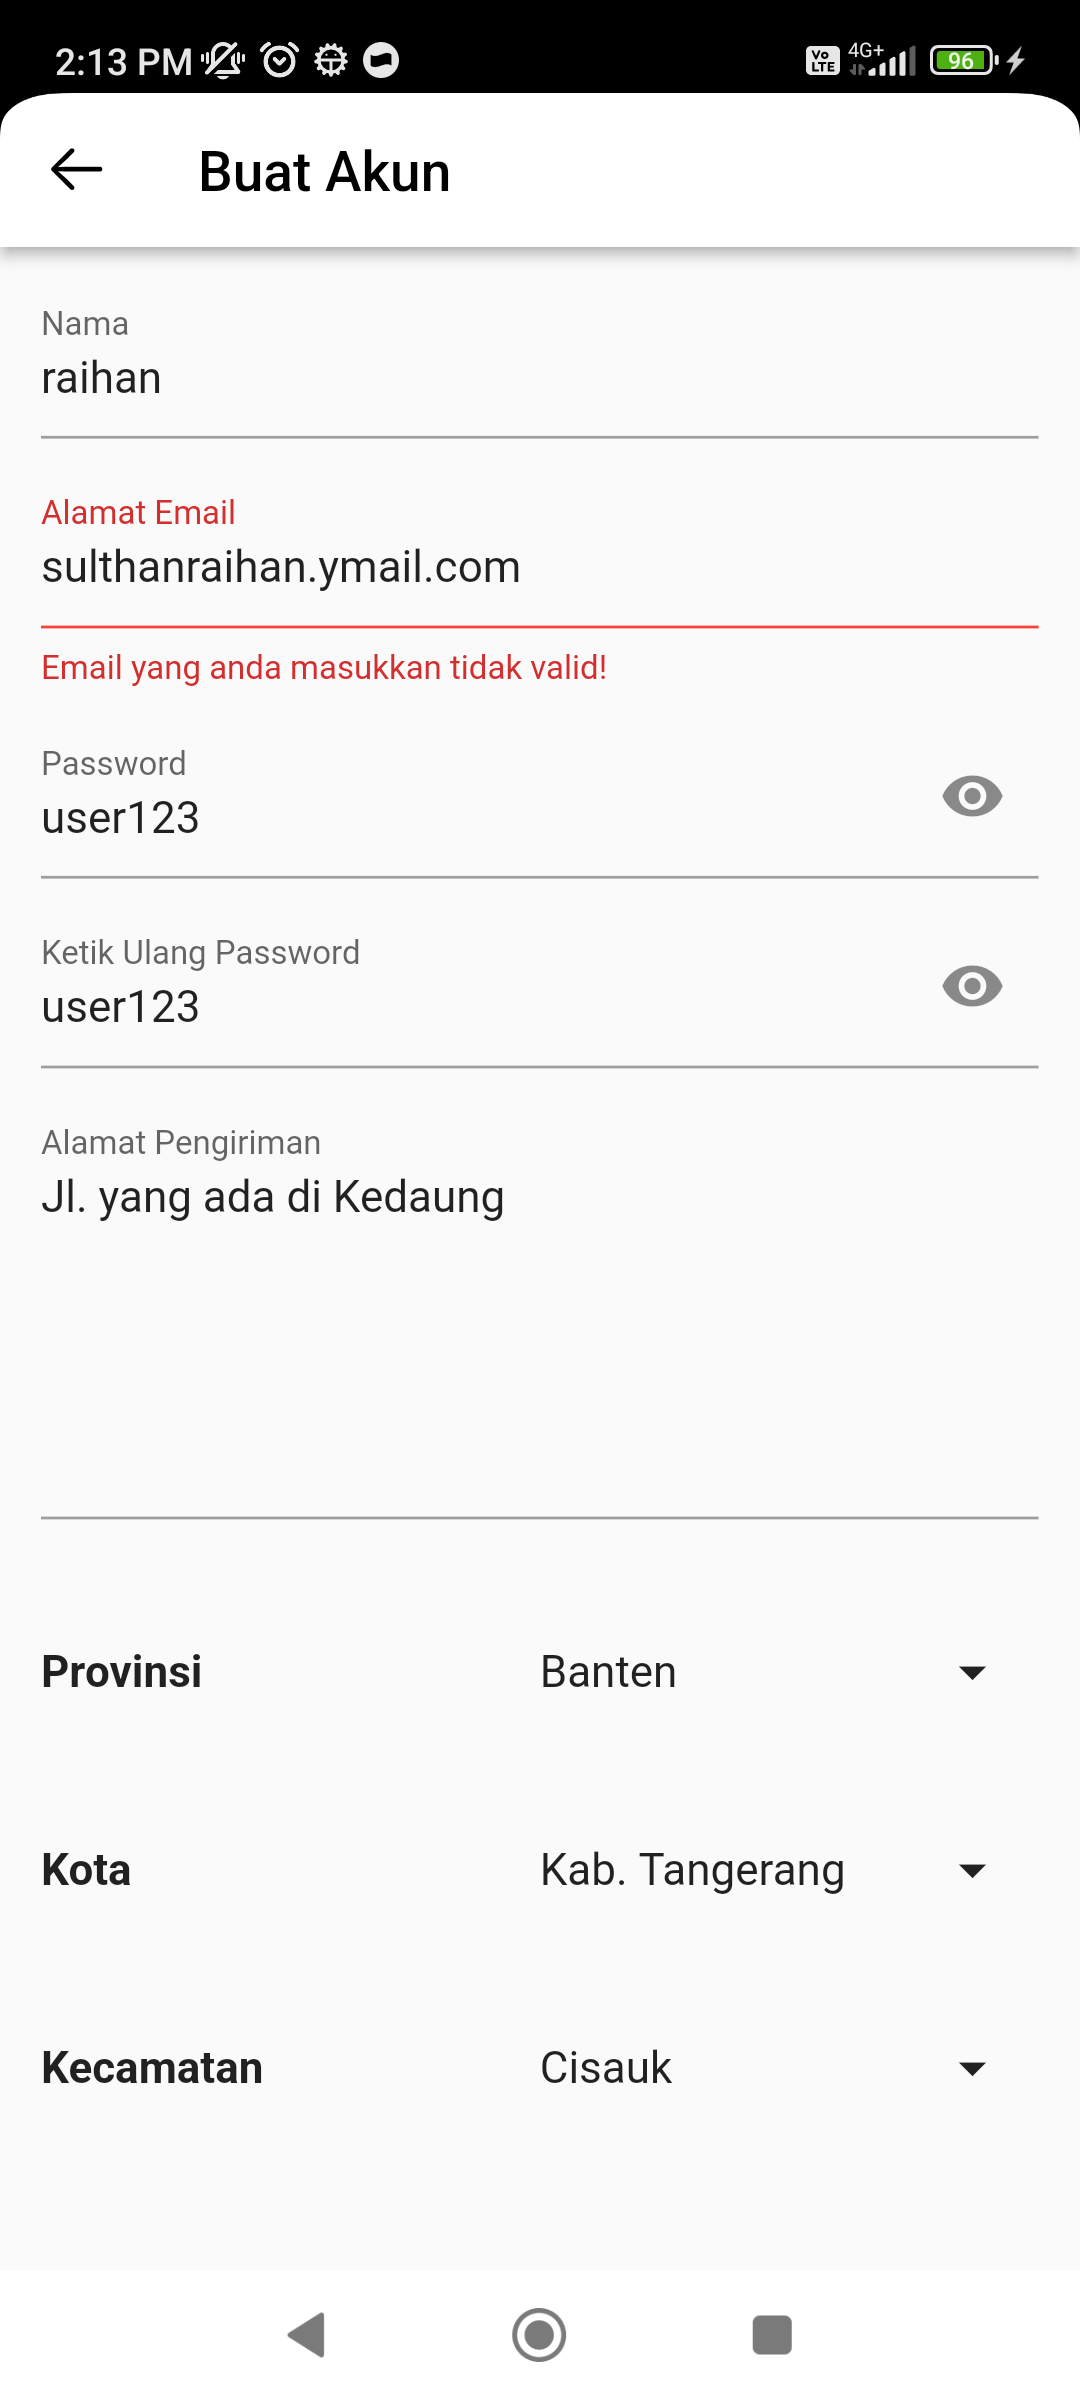 2:13 PM
Vo LTE
4G+
96
Buat Akun
Nama
raihan
Alamat Email
sulthanraihan.ymail.com
Email yang anda masukkan tidak valid!
Password
user123
Ketik Ulang Password
user123
Alamat Pengiriman
Jl. yang ada di Kedaung
Provinsi Banten
Kota Kab. Tangerang
Kecamatan Cisauk